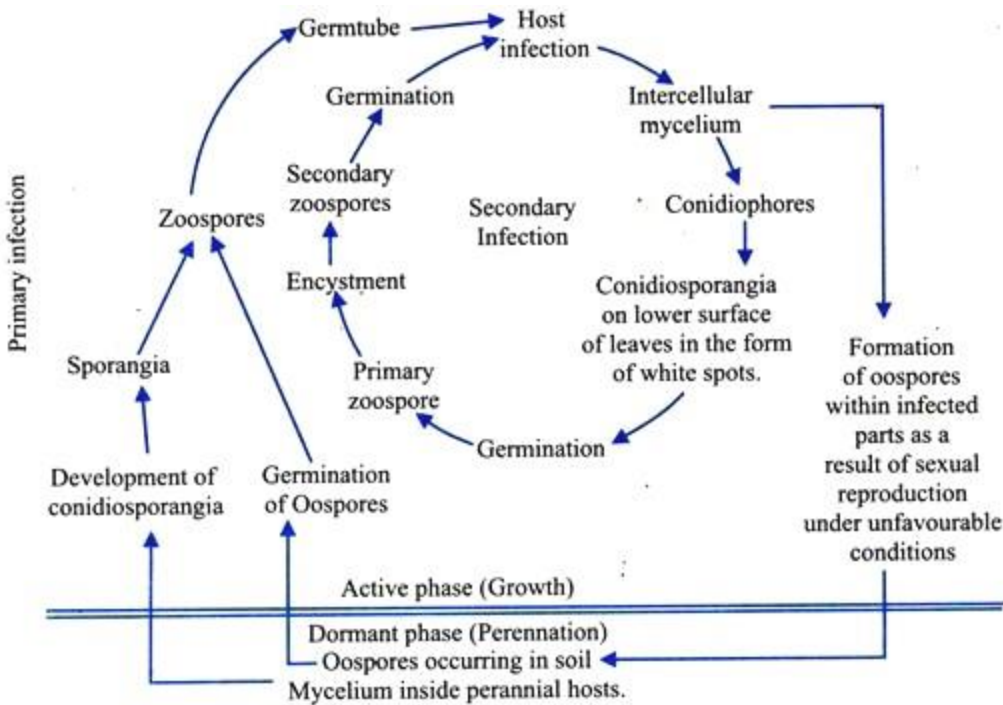 Germtube
Host
infection
Germination
Intercellular
mycelium
Primary infection
Secondary
zoospores
Secondary
Infection
Conidiophores
Zoospores
Encystment
Conidiosporangia
on lower surface
of leaves in the form
of white spots.
Sporangia
Primary
zoospore
Formation
of oospores
within infected
parts as a
result of sexual
reproduction
under unfavourable
conditions
Germination
Development of
conidiosporangia
Germination
of Oospores
Active phase (Growth)
Dormant phase (Perennation)
Oospores occurring in soil
Mycelium inside perannial hosts.